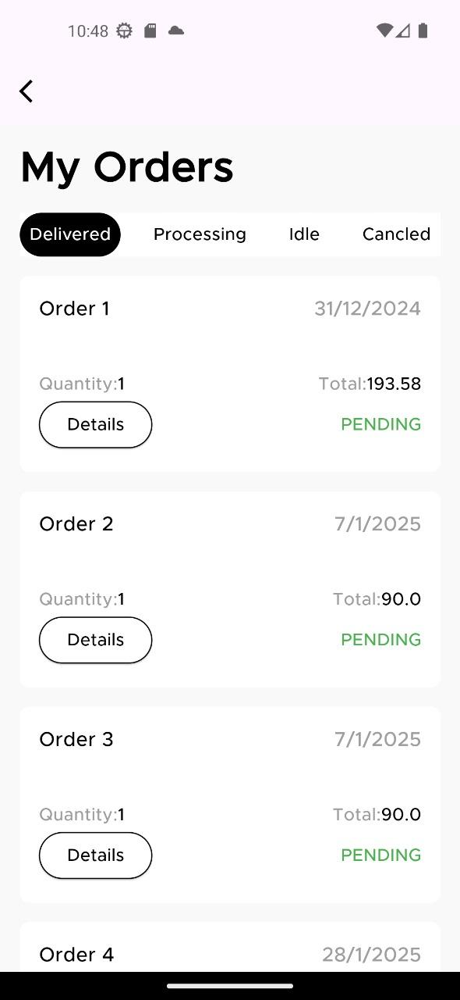 10:48
My Orders
Delivered Processing Idle Cancled
Order 1 31/12/2024
Quantity:1 Total:193.58
Details PENDING
Order 2 7/1/2025
Quantity:1 Total:90.0
Details PENDING
Order 3 7/1/2025
Quantity:1 Total:90.0
Details PENDING
Order 4 28/1/2025